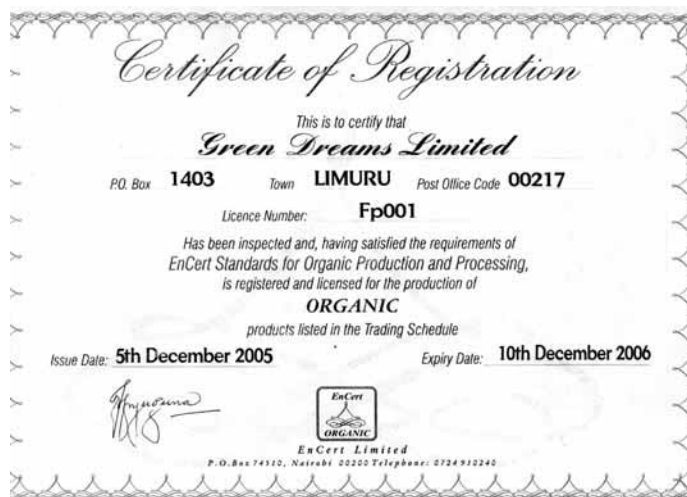 Certificate of Registration
This is to certify that
Green Dreams Limited
P.O. Box 1403 Town LIMURU Post Office Code 00217
Licence Number: Fp001
Has been inspected and, having satisfied the requirements of
EnCert Standards for Organic Production and Processing,
is registered and licensed for the production of
ORGANIC
products listed in the Trading Schedule
Issue Date: 5th December 2005 Expiry Date: 10th December 2006
EnCert
ORGANIC
EnCert Limited
P.O.Box 74510, Nairobi 00200 Telephone: 0724 910240